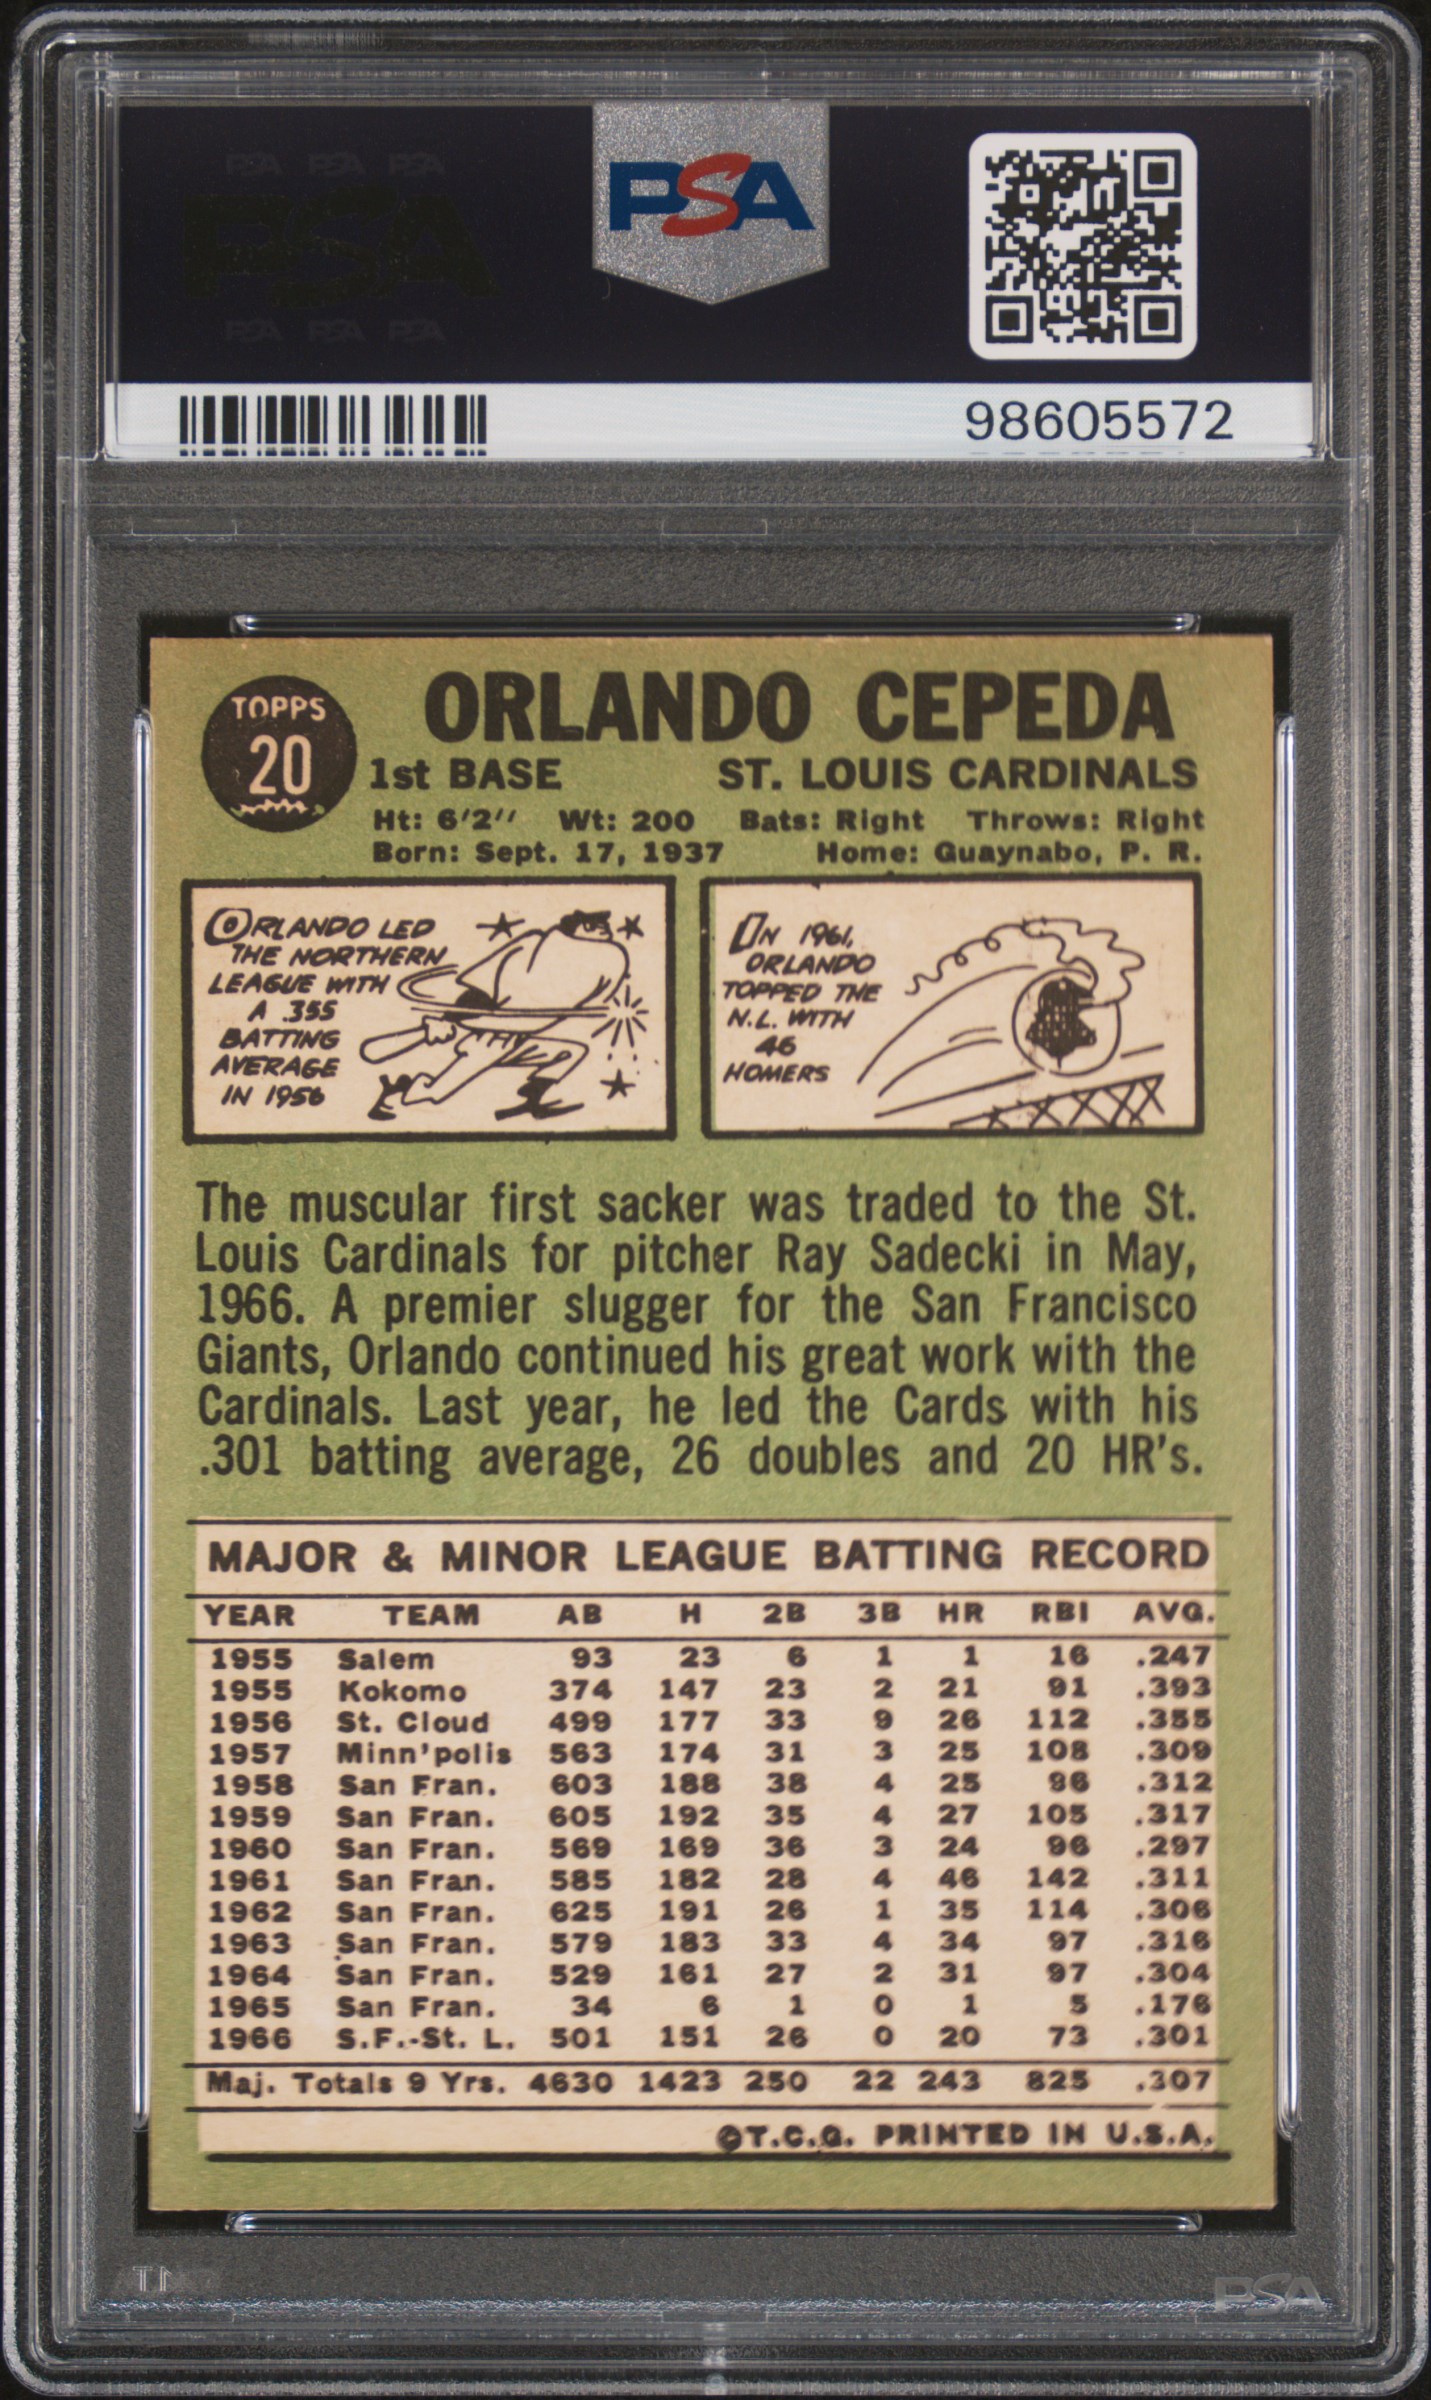 PSA PSA PSA
PSA
PSA PSA PSA
PSA
98605572
TOPPS
20
ORLANDO CEPEDA
1st BASE ST. LOUIS CARDINALS
Ht: 6'2" Wt: 200 Bats: Right Throws: Right
Born: Sept. 17, 1937 Home: Guaynabo, P. R.
ORLANDO LED
THE NORTHERN
LEAGUE WITH
A .355
BATTING
AVERAGE
IN 1956
IN 1961,
ORLANDO
TOPPED THE
N.L. WITH
46
HOMERS
The muscular first sacker was traded to the St.
Louis Cardinals for pitcher Ray Sadecki in May,
1966. A premier slugger for the San Francisco
Giants, Orlando continued his great work with the
Cardinals. Last year, he led the Cards with his
.301 batting average, 26 doubles and 20 HR's.
MAJOR & MINOR LEAGUE BATTING RECORD
YEAR TEAM AB H 2B 3B HR RBI AVG.
1955 Salem 93 23 6 1 1 16 .247
1955 Kokomo 374 147 23 2 21 91 .393
1956 St. Cloud 499 177 33 9 26 112 .355
1957 Minn'polis 563 174 31 3 25 108 .309
1958 San Fran. 603 188 38 4 25 96 .312
1959 San Fran. 605 192 35 4 27 105 .317
1960 San Fran. 569 169 36 3 24 96 .297
1961 San Fran. 585 182 28 4 46 142 .311
1962 San Fran. 625 191 26 1 35 114 .306
1963 San Fran. 579 183 33 4 34 97 .316
1964 San Fran. 529 161 27 2 31 97 .304
1965 San Fran. 34 6 1 0 1 5 .176
1966 S.F.-St. L. 501 151 26 0 20 73 .301
Maj. Totals 9 Yrs. 4630 1423 250 22 243 825 .307
©T.C.G. PRINTED IN U.S.A.
PSA